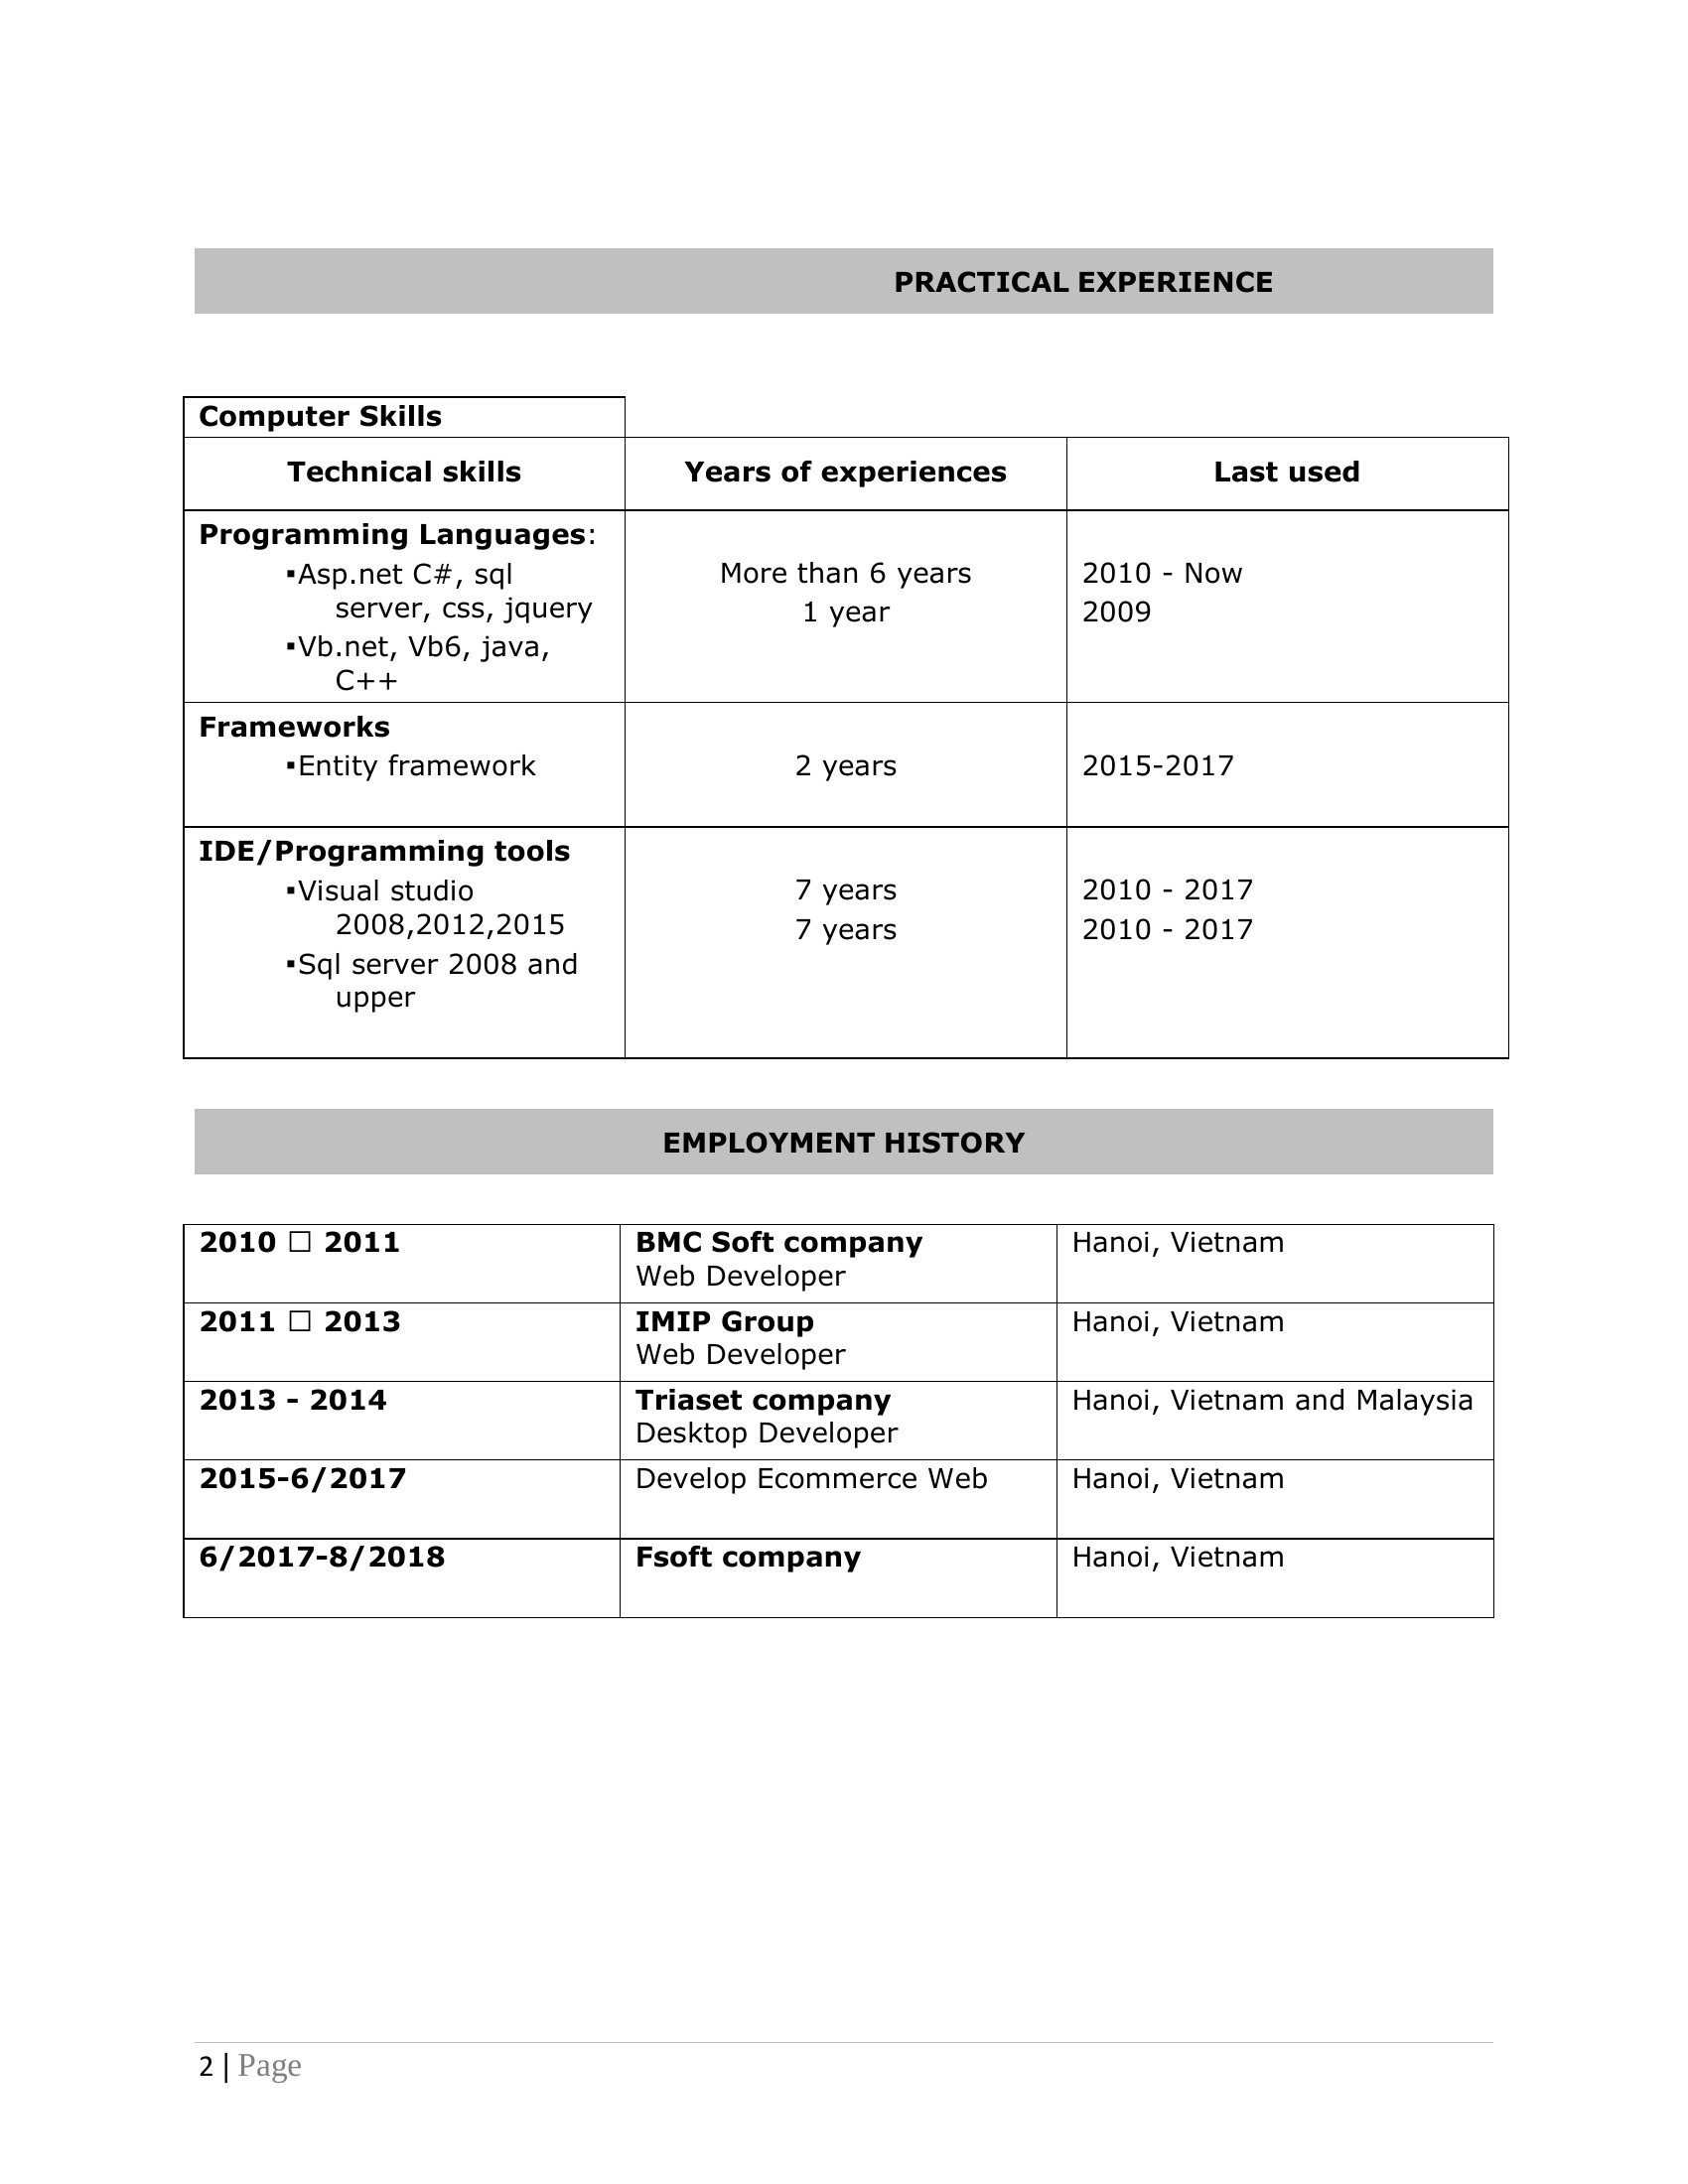 PRACTICAL EXPERIENCE
Computer Skills
Technical skills
Years of experiences
Last used
Programming Languages:
▪Asp.net C#, sql
server, css, jquery
▪Vb.net, Vb6, java,
C++
More than 6 years
1 year
2010 - Now
2009
Frameworks
▪Entity framework
2 years
2015-2017
IDE/Programming tools
▪Visual studio
2008,2012,2015
▪Sql server 2008 and
upper
7 years
7 years
2010 - 2017
2010 - 2017
EMPLOYMENT HISTORY
2010 □ 2011
BMC Soft company
Web Developer
Hanoi, Vietnam
2011 □ 2013
IMIP Group
Web Developer
Hanoi, Vietnam
2013 - 2014
Triaset company
Desktop Developer
Hanoi, Vietnam and Malaysia
2015-6/2017
Develop Ecommerce Web
Hanoi, Vietnam
6/2017-8/2018
Fsoft company
Hanoi, Vietnam
2 | Page